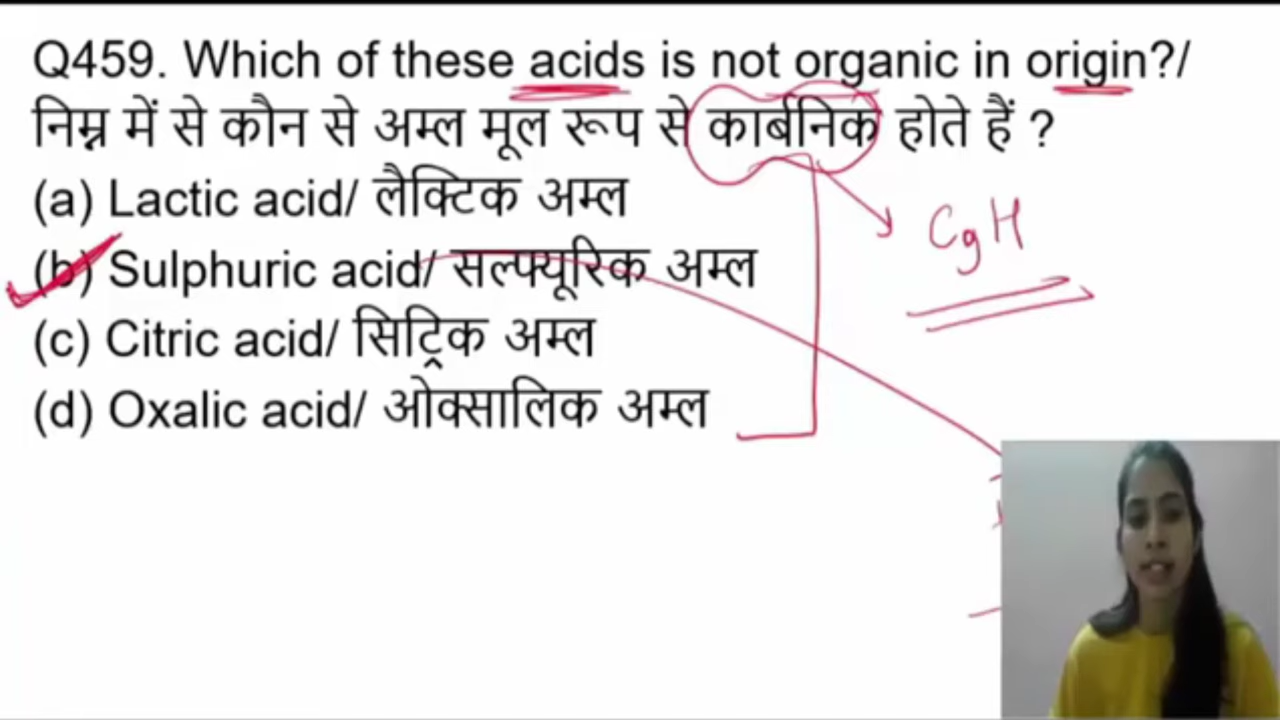 Q459. Which of these acids is not organic in origin?/
निम्न में से कौन से अम्ल मूल रूप से कार्बनिक होते हैं ?
(a) Lactic acid/ लैक्टिक अम्ल
(b) Sulphuric acid/ सल्फ्यूरिक अम्ल
(c) Citric acid/ सिट्रिक अम्ल
(d) Oxalic acid/ ओक्सालिक अम्ल